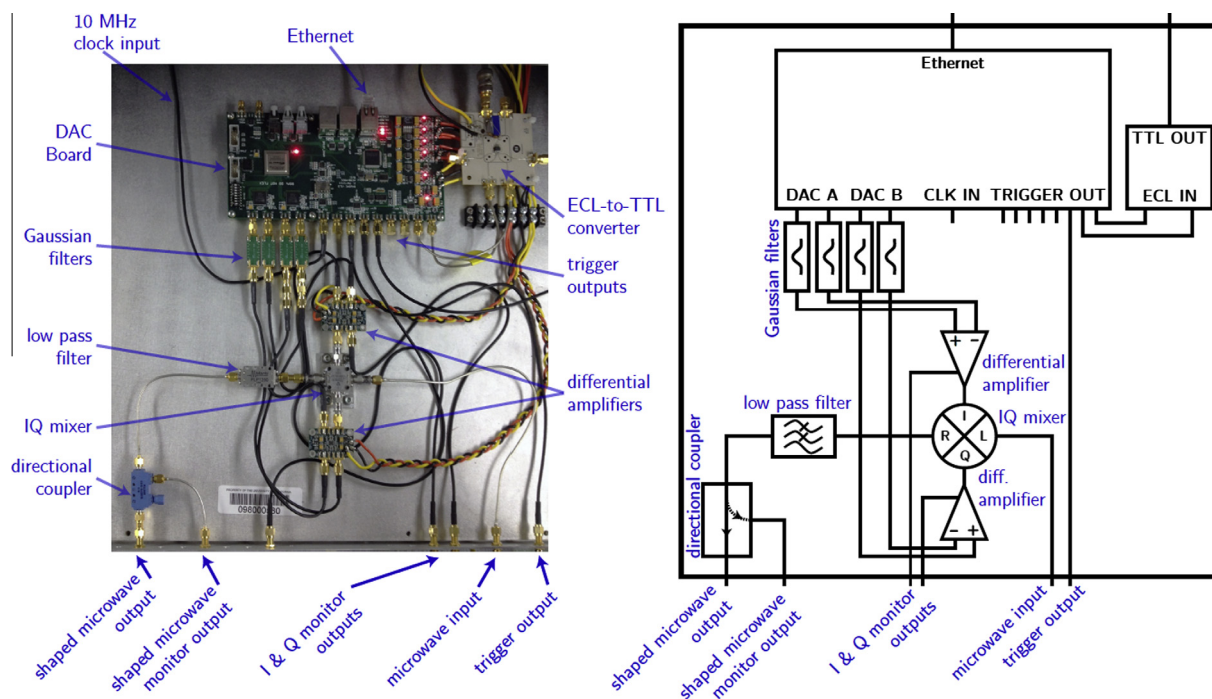 10 MHz
clock input
Ethernet
DAC
Board
Gaussian
filters
low pass
filter
IQ mixer
directional
coupler
ECL-to-TTL
converter
trigger
outputs
differential
amplifiers
098000980
shaped microwave
output
shaped microwave
monitor output
I & Q monitor
outputs
microwave input
trigger output
Ethernet
TTL OUT
ECL IN
DAC A
DAC B
CLK IN
TRIGGER OUT
Gaussian filters
+ −
differential
amplifier
low pass filter
IQ mixer
I
R
L
Q
diff.
amplifier
− +
directional coupler
shaped microwave
output
shaped microwave
monitor output
I & Q monitor
outputs
microwave input
trigger output